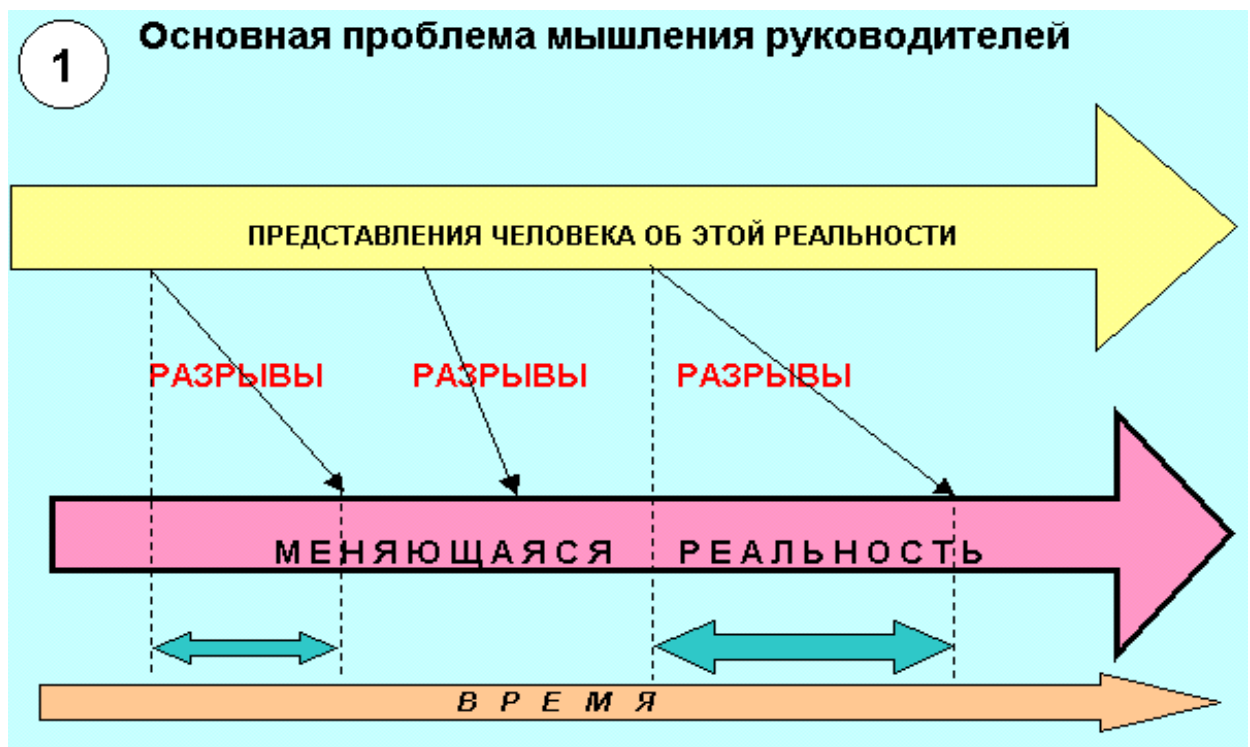 1
Основная проблема мышления руководителей
ПРЕДСТАВЛЕНИЯ ЧЕЛОВЕКА ОБ ЭТОЙ РЕАЛЬНОСТИ
РАЗРЫВЫ РАЗРЫВЫ РАЗРЫВЫ
МЕНЯЮЩАЯСЯ РЕАЛЬНОСТЬ
ВРЕМЯ